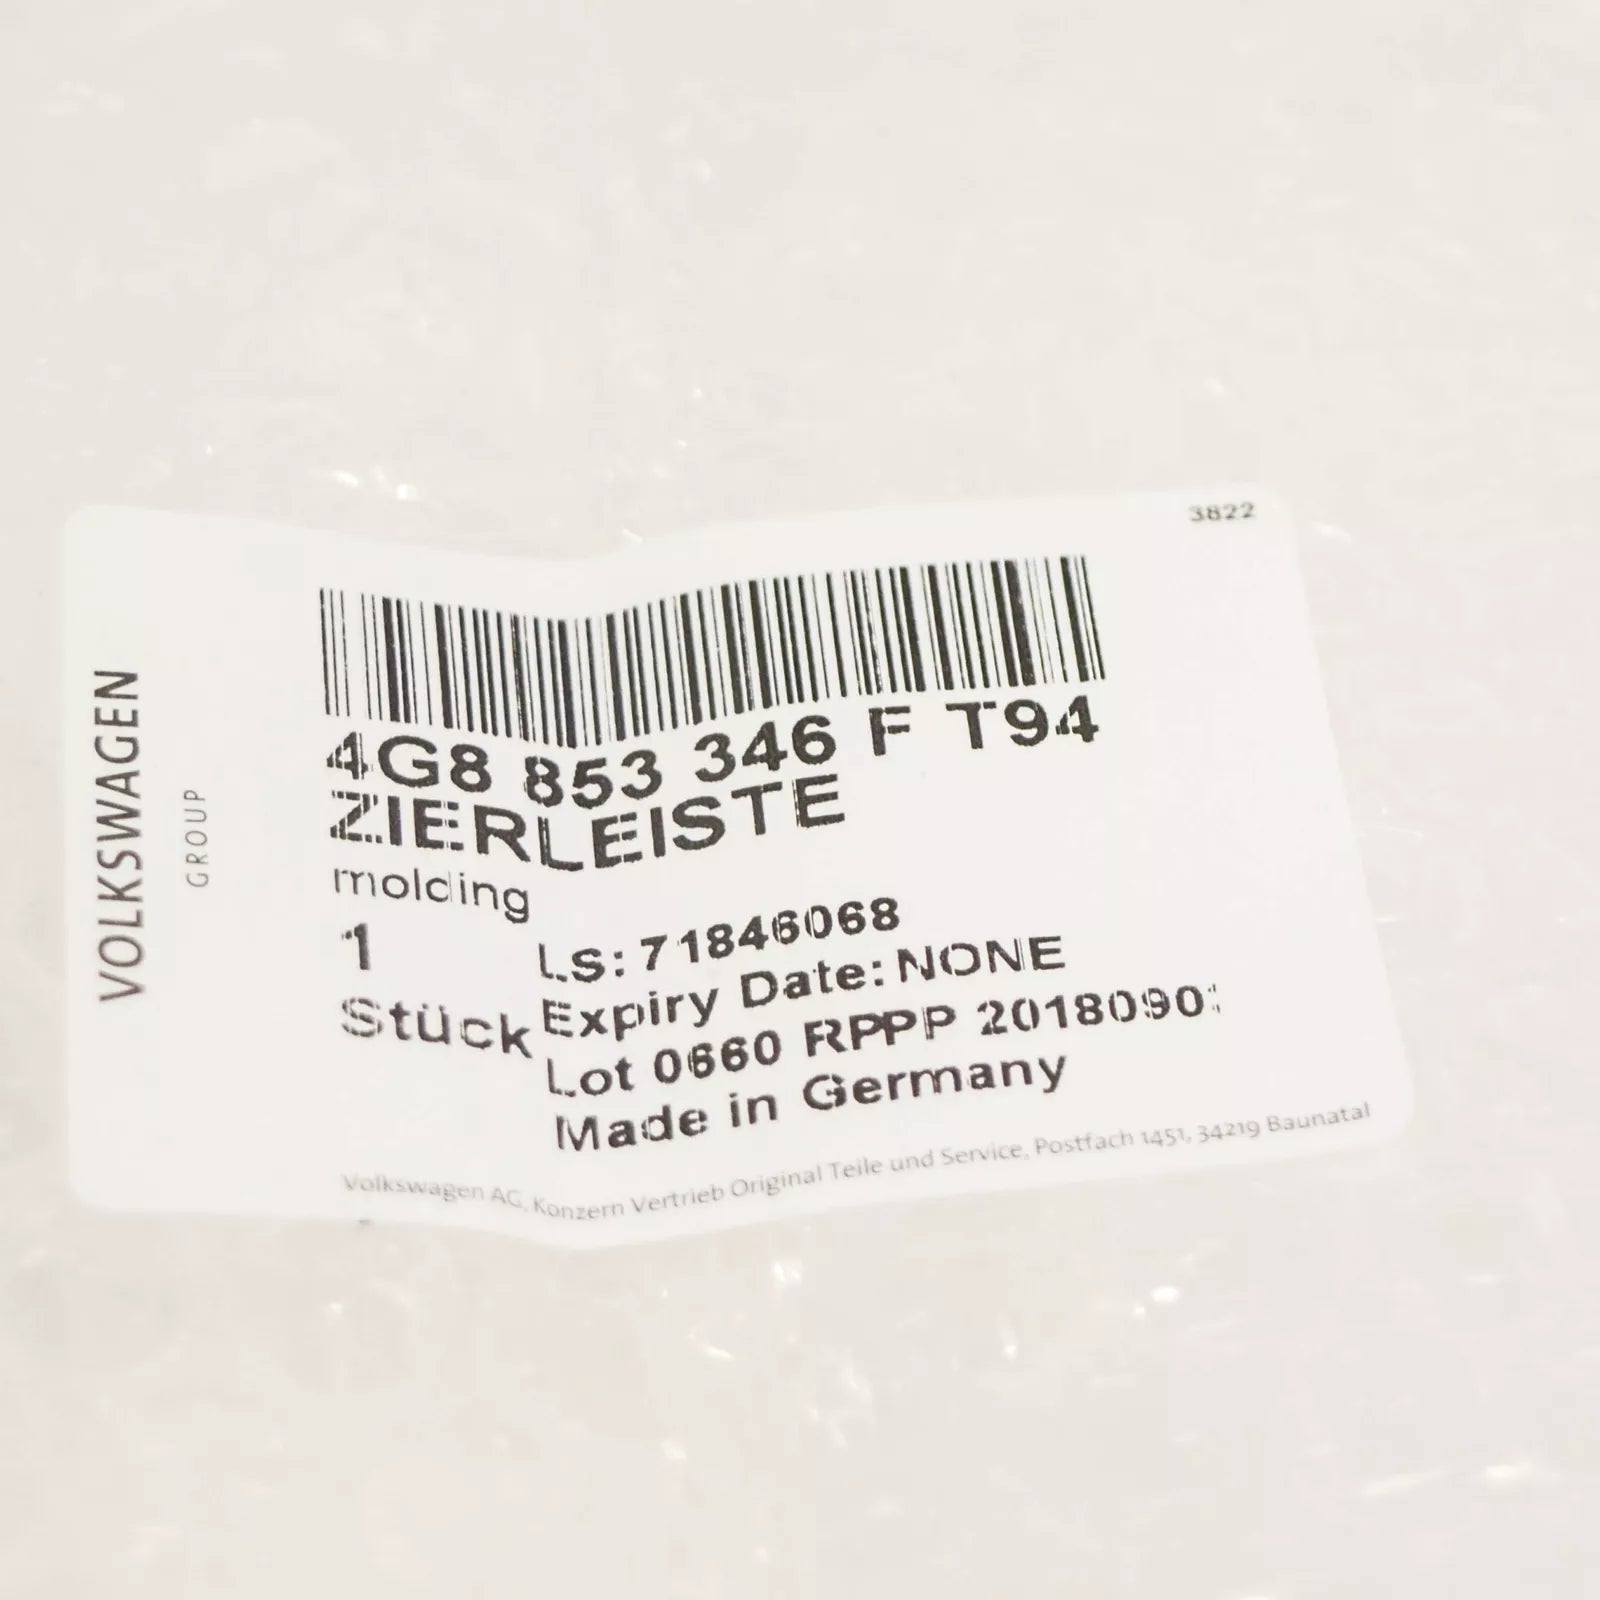 3822
VOLKSWAGEN
GROUP
4G8 853 346 F T94
ZIERLEISTE
molding
1
Stück
LS: 71846068
Expiry Date: NONE
Lot 0660 RPPP
Made in Germany
Volkswagen AG, Konzern Vertrieb Original Teile und Service, Postfach 1451, 34219 Baunatal